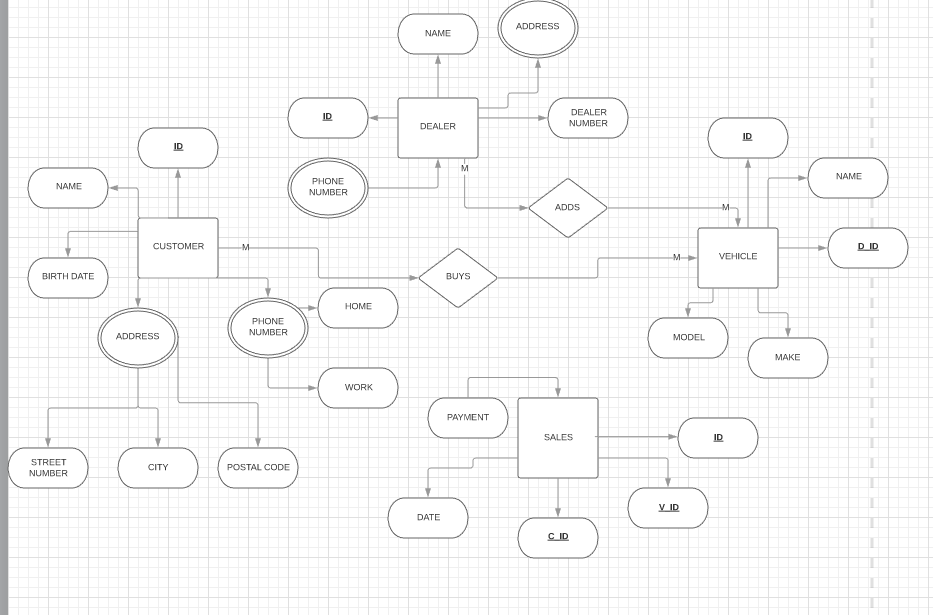 ADDRESS
NAME
ID
DEALER
DEALER
NUMBER
ID
ID
PHONE
NUMBER
M
NAME
NAME
ADDS
M
CUSTOMER
M
BUYS
M
VEHICLE
D_ID
BIRTH DATE
HOME
PHONE
NUMBER
ADDRESS
MODEL
MAKE
WORK
PAYMENT
SALES
ID
STREET
NUMBER
CITY
POSTAL CODE
V_ID
DATE
C_ID